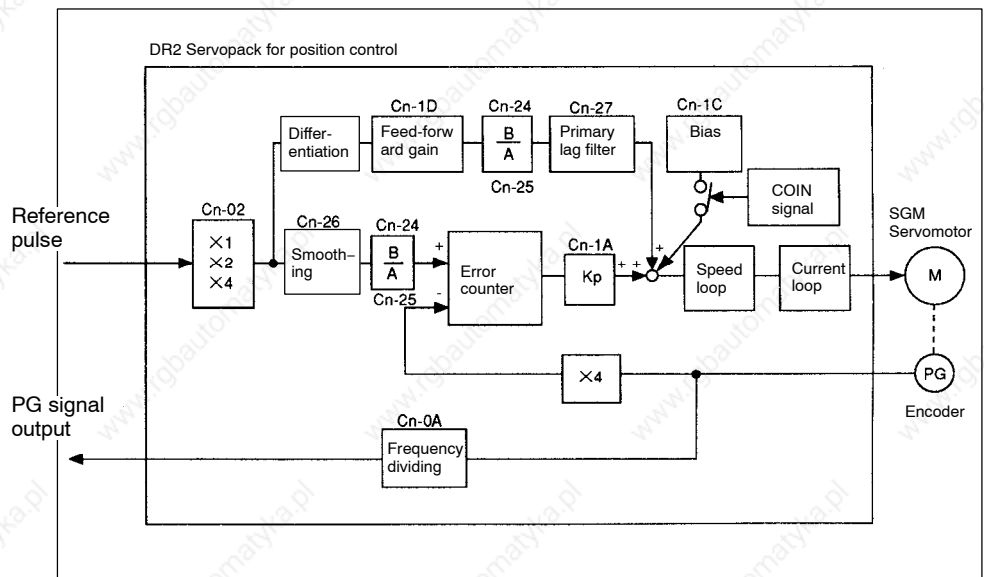 DR2 Servopack for position control
Cn-1D
Cn-24
Cn-27
Cn-1C
Differ-
entiation
Feed-forw
ard gain
B
A
Primary
lag filter
Bias
Cn-25
COIN
signal
Reference
pulse
Cn-02
×1
×2
×4
Cn-26
Smooth-
ing
Cn-24
B
A
Cn-25
+
-
Error
counter
Cn-1A
Kp
+ +
+
Speed
loop
Current
loop
SGM
Servomotor
M
×4
PG
Encoder
PG signal
output
Cn-0A
Frequency
dividing
www.rgbautomatyka.pl